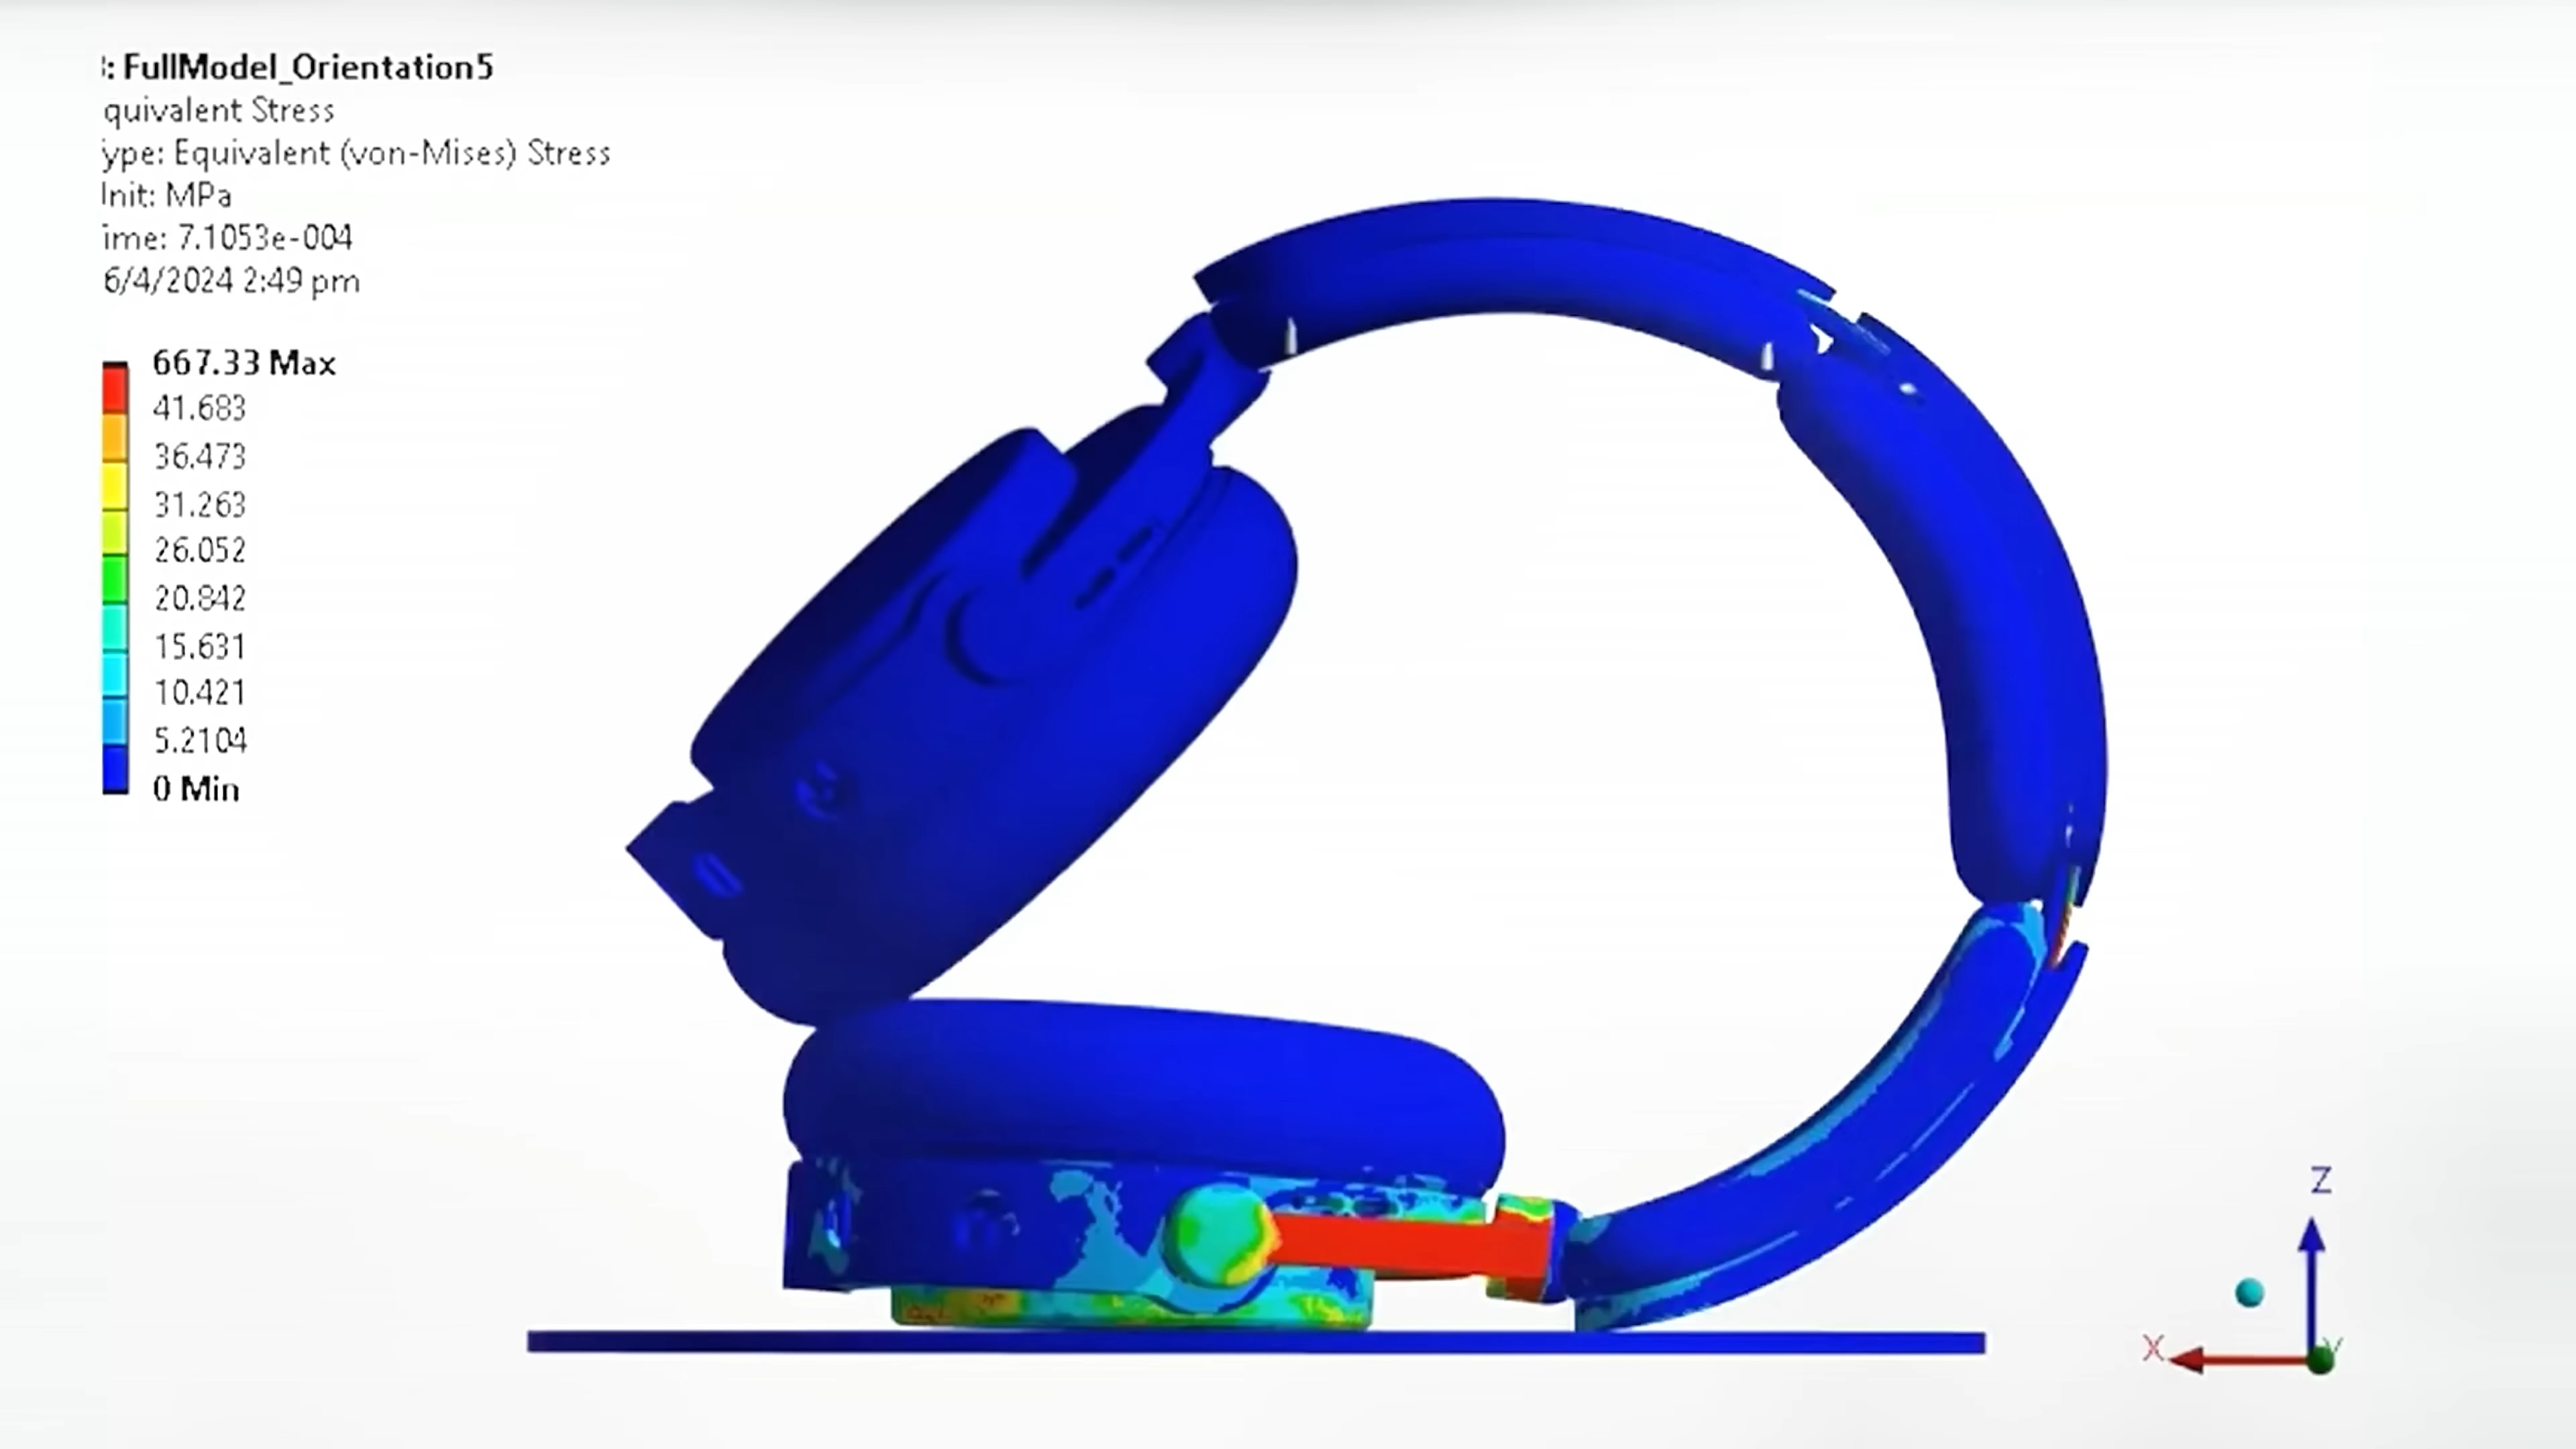 : FullModel_Orientation5
quivalent Stress
ype: Equivalent (von-Mises) Stress
Init: MPa
ime: 7.1053e-004
6/4/2024 2:49 pm
667.33 Max
41.683
36.473
31.263
26.052
20.842
15.631
10.421
5.2104
0 Min
Z
X
Y